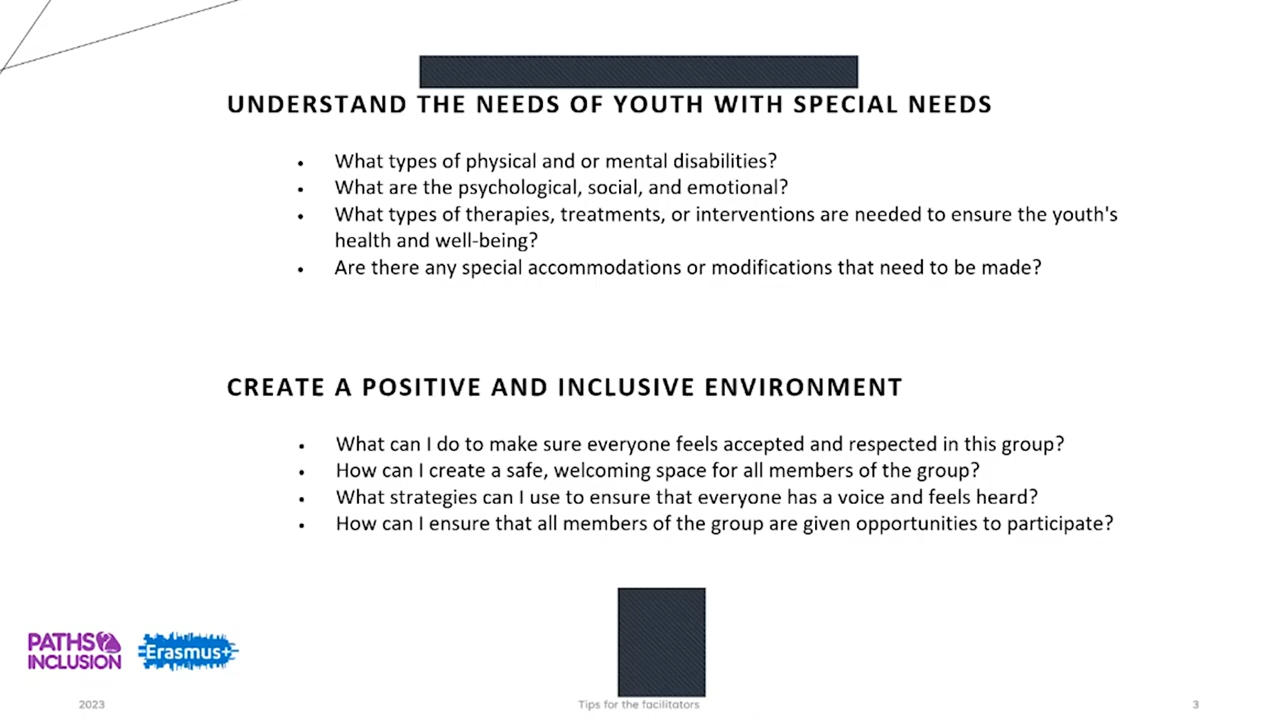 UNDERSTAND THE NEEDS OF YOUTH WITH SPECIAL NEEDS
• What types of physical and or mental disabilities?
• What are the psychological, social, and emotional?
• What types of therapies, treatments, or interventions are needed to ensure the youth's
health and well-being?
• Are there any special accommodations or modifications that need to be made?
CREATE A POSITIVE AND INCLUSIVE ENVIRONMENT
• What can I do to make sure everyone feels accepted and respected in this group?
• How can I create a safe, welcoming space for all members of the group?
• What strategies can I use to ensure that everyone has a voice and feels heard?
• How can I ensure that all members of the group are given opportunities to participate?
PATHS2
INCLUSION
Erasmus+
2023
Tips for the facilitators
3